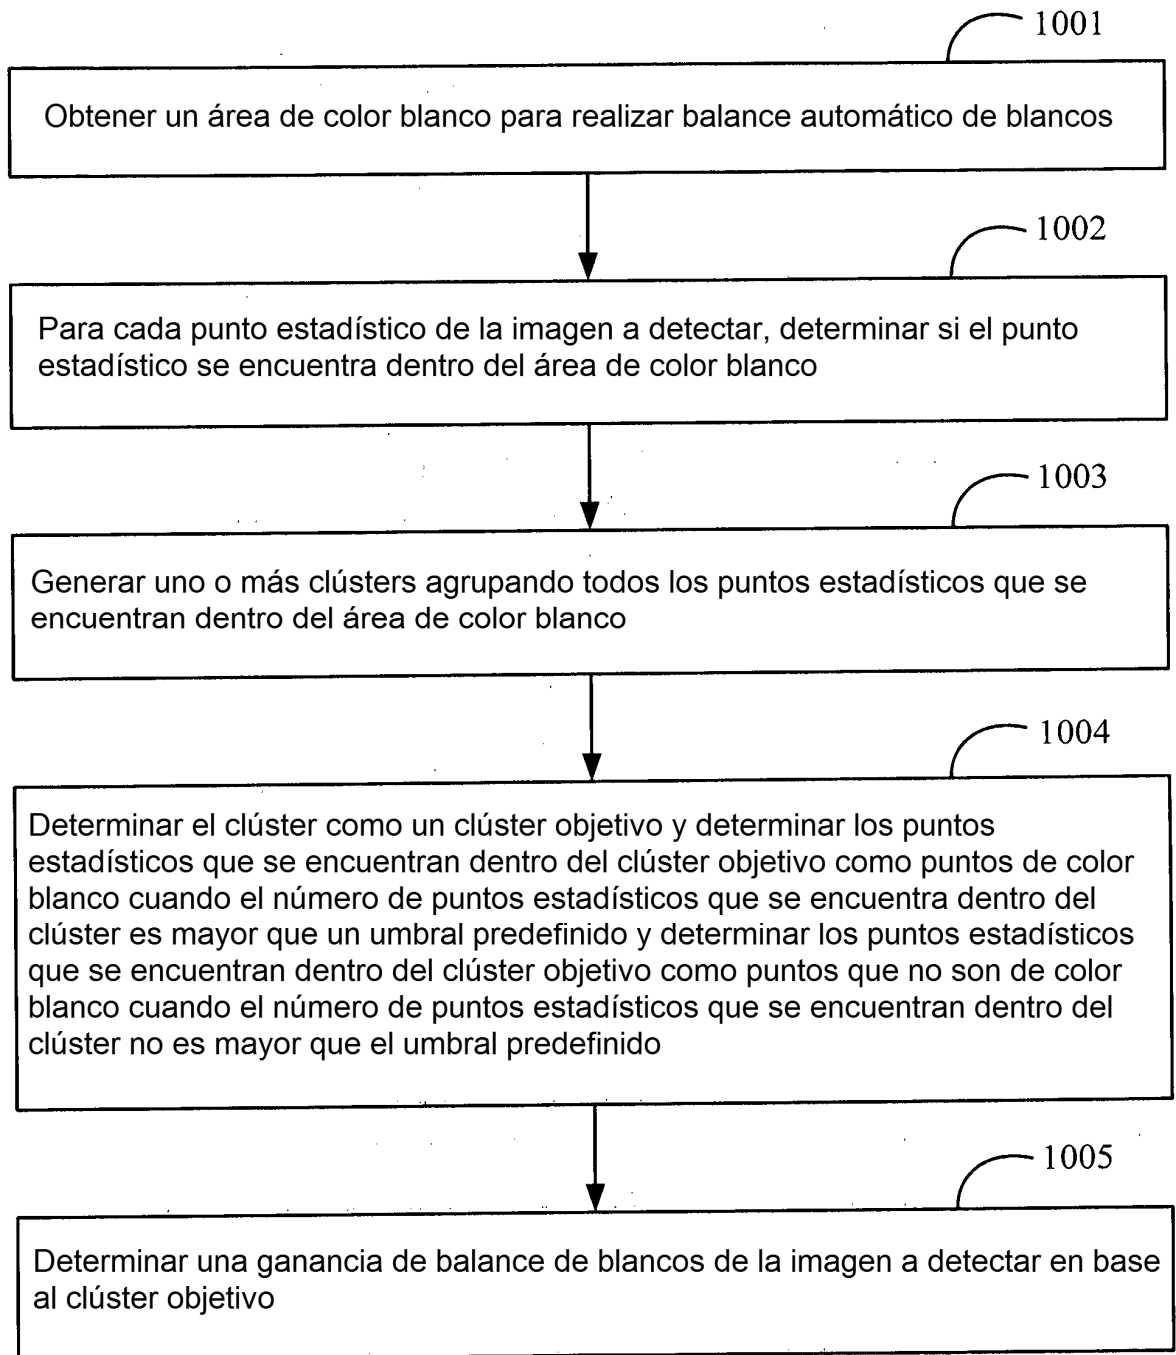 1001
Obtener un área de color blanco para realizar balance automático de blancos
1002
Para cada punto estadístico de la imagen a detectar, determinar si el punto
estadístico se encuentra dentro del área de color blanco
1003
Generar uno o más clústers agrupando todos los puntos estadísticos que se
encuentran dentro del área de color blanco
1004
Determinar el clúster como un clúster objetivo y determinar los puntos
estadísticos que se encuentran dentro del clúster objetivo como puntos de color
blanco cuando el número de puntos estadísticos que se encuentra dentro del
clúster es mayor que un umbral predefinido y determinar los puntos estadísticos
que se encuentran dentro del clúster objetivo como puntos que no son de color
blanco cuando el número de puntos estadísticos que se encuentran dentro del
clúster no es mayor que el umbral predefinido
1005
Determinar una ganancia de balance de blancos de la imagen a detectar en base
al clúster objetivo